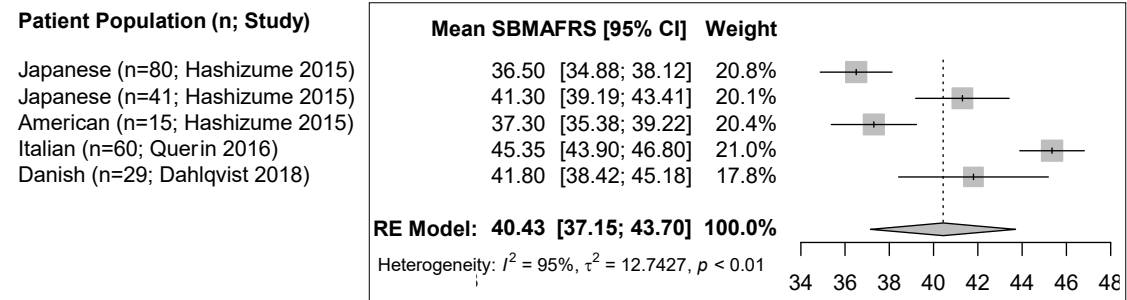 Patient Population (n; Study) Mean SBMAFRS [95% CI] Weight
Japanese (n=80; Hashizume 2015) 36.50 [34.88; 38.12] 20.8%
Japanese (n=41; Hashizume 2015) 41.30 [39.19; 43.41] 20.1%
American (n=15; Hashizume 2015) 37.30 [35.38; 39.22] 20.4%
Italian (n=60; Querin 2016) 45.35 [43.90; 46.80] 21.0%
Danish (n=29; Dahlqvist 2018) 41.80 [38.42; 45.18] 17.8%
RE Model: 40.43 [37.15; 43.70] 100.0%
Heterogeneity: I² = 95%, τ² = 12.7427, p < 0.01
34 36 38 40 42 44 46 48